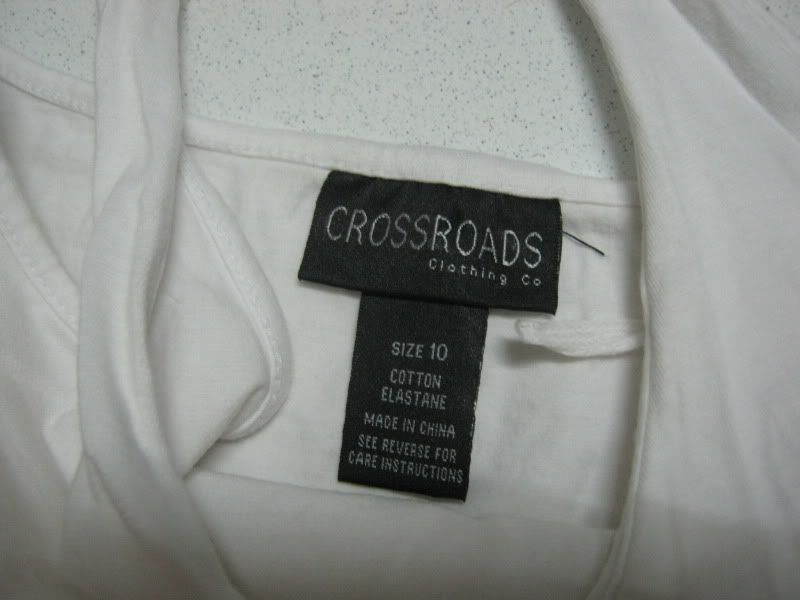 CROSSROADS
Clothing Co
SIZE 10
COTTON
ELASTANE
MADE IN CHINA
SEE REVERSE FOR
CARE INSTRUCTIONS